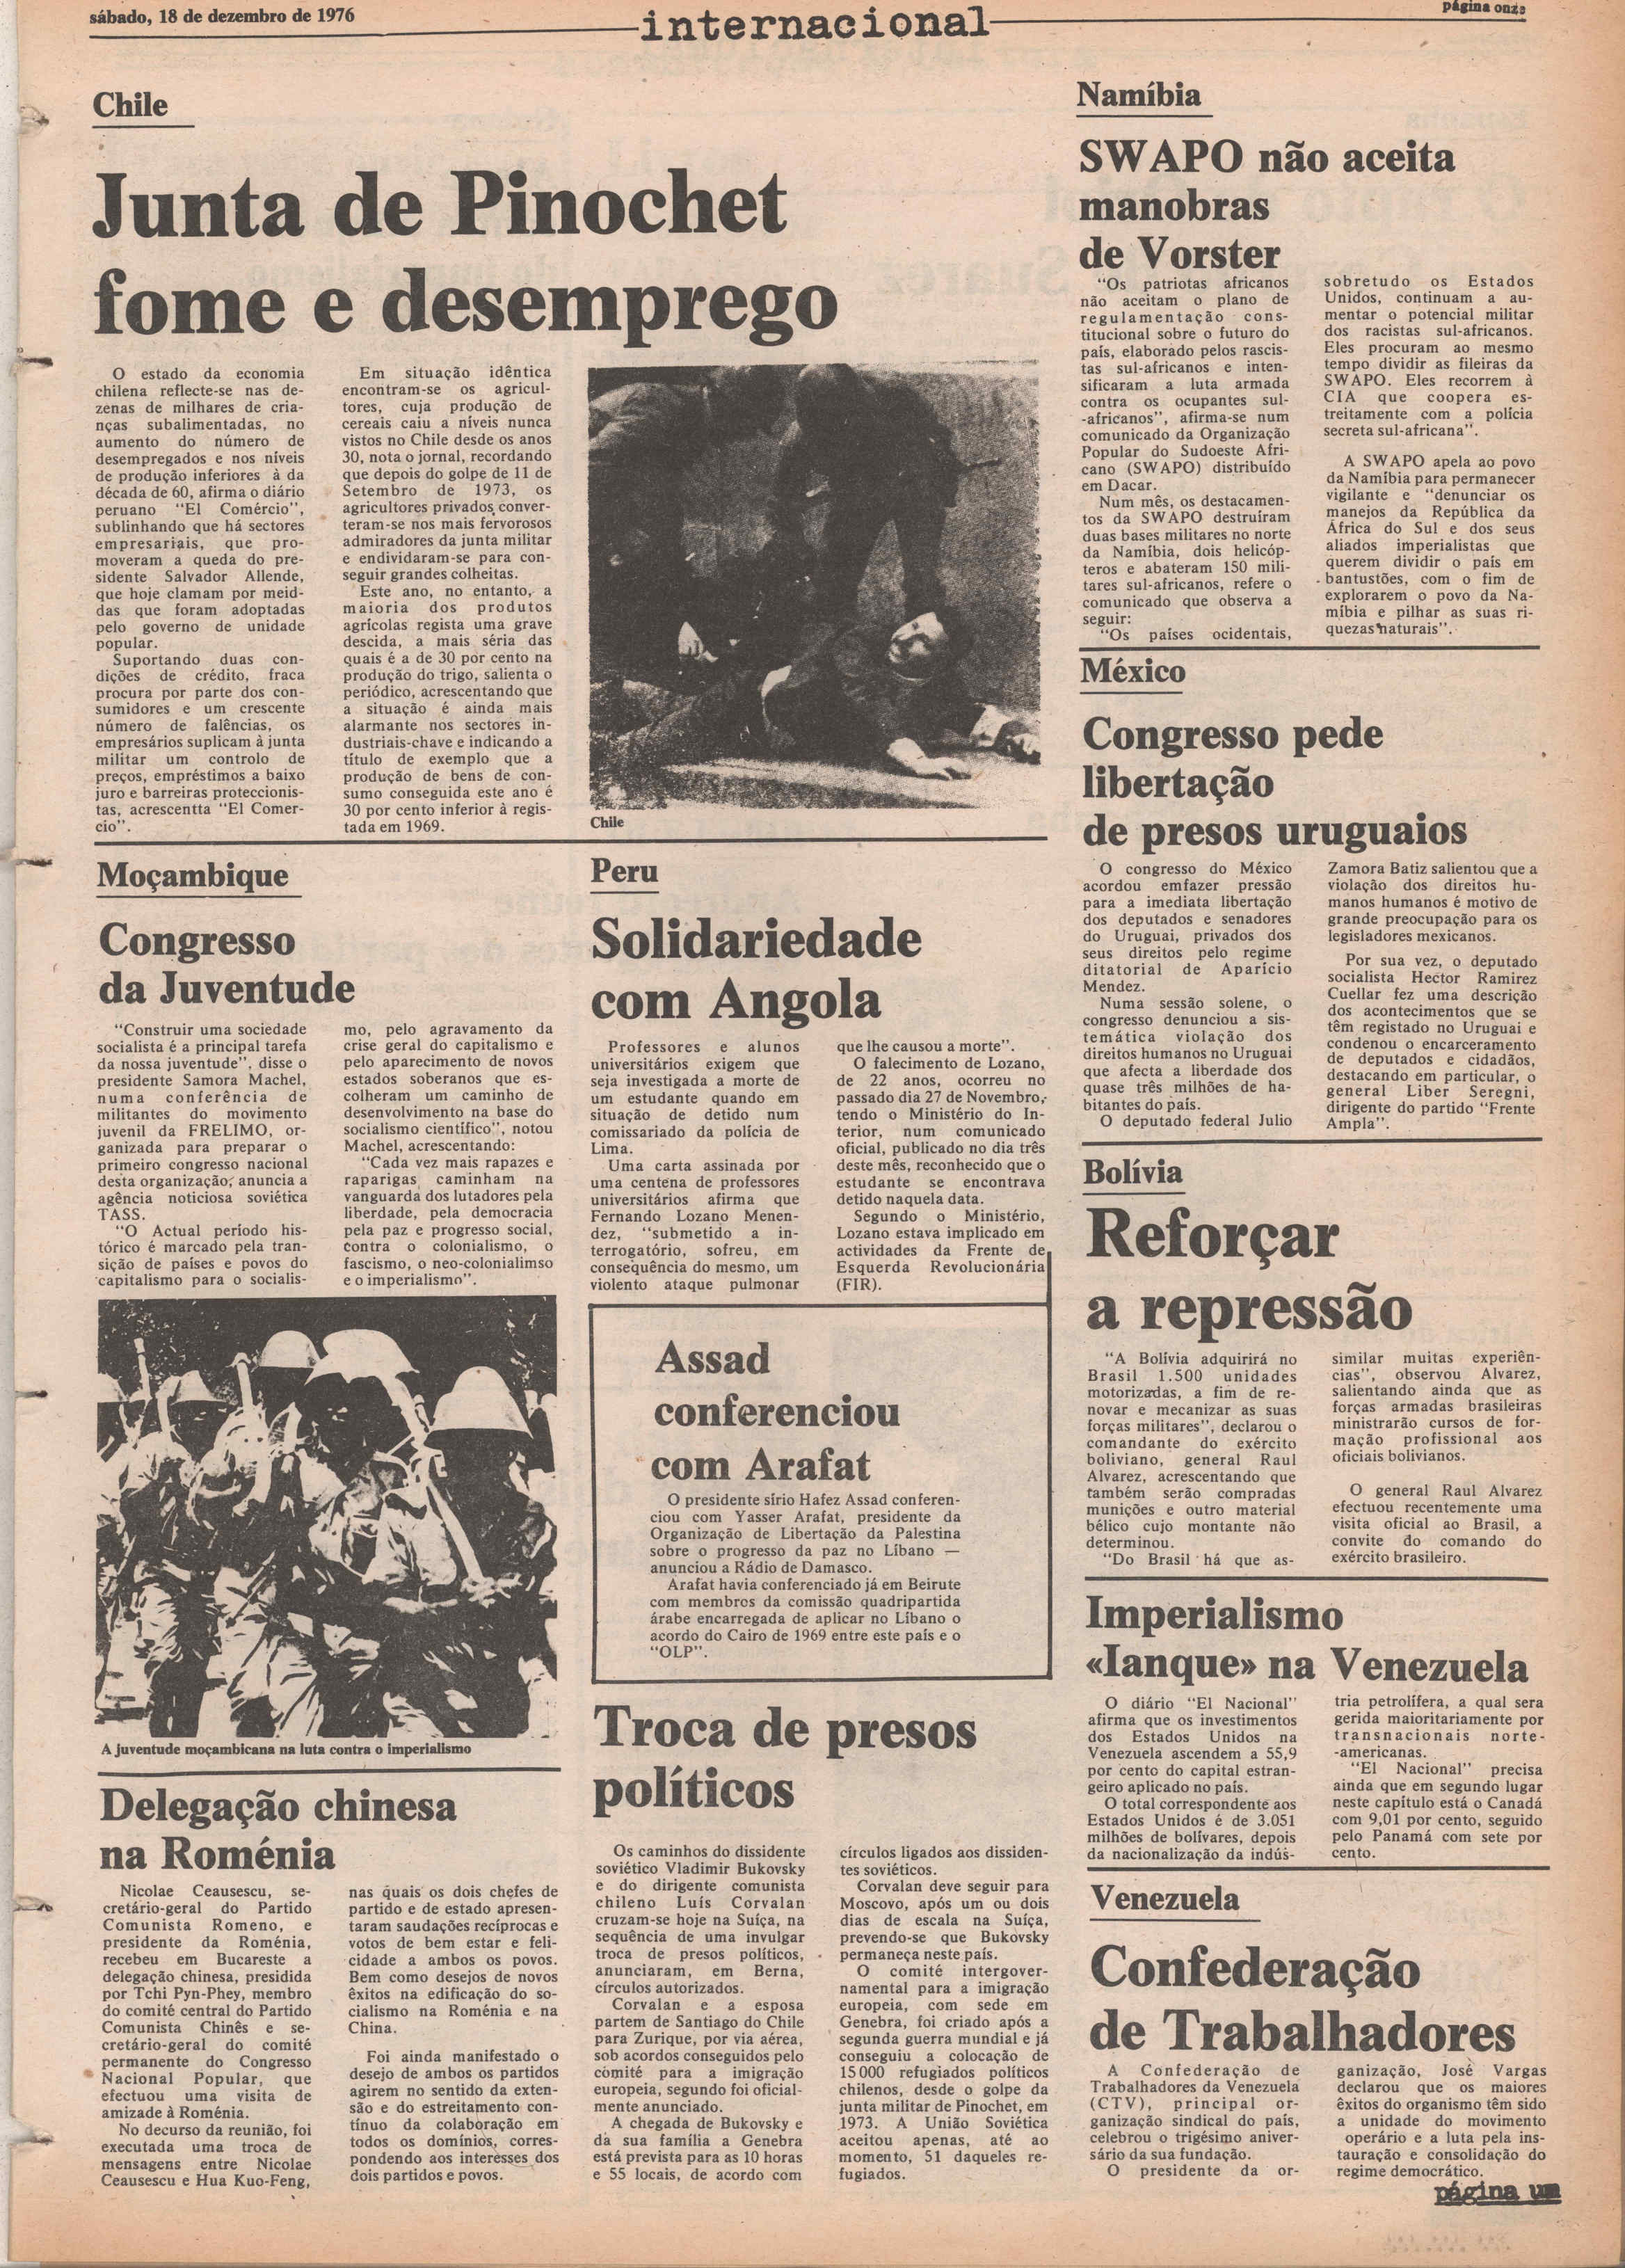 sábado, 18 de dezembro de 1976
internacional
página onze
Chile
Junta de Pinochet
fome e desemprego
O estado da economia
chilena reflecte-se nas de-
zenas de milhares de cria-
nças subalimentadas, no
aumento do número de
desempregados e nos níveis
de produção inferiores à da
década de 60, afirma o diário
peruano "El Comércio",
sublinhando que há sectores
empresariais, que pro-
moveram a queda do pre-
sidente Salvador Allende,
que hoje clamam por meid-
das que foram adoptadas
pelo governo de unidade
popular.
Suportando duas con-
dições de crédito, fraca
procura por parte dos con-
sumidores e um crescente
número de falências, os
empresários suplicam à junta
militar um controlo de
preços, empréstimos a baixo
juro e barreiras proteccionis-
tas, acrescentta "El Comer-
cio".
Em situação idêntica
encontram-se os agricul-
tores, cuja produção de
cereais caiu a níveis nunca
vistos no Chile desde os anos
30, nota o jornal, recordando
que depois do golpe de 11 de
Setembro de 1973, os
agricultores privados conver-
teram-se nos mais fervorosos
admiradores da junta militar
e endividaram-se para con-
seguir grandes colheitas.
Este ano, no entanto, a
maioria dos produtos
agrícolas regista uma grave
descida, a mais séria das
quais é a de 30 por cento na
produção do trigo, salienta o
periódico, acrescentando que
a situação é ainda mais
alarmante nos sectores in-
dustriais-chave e indicando a
título de exemplo que a
produção de bens de con-
sumo conseguida este ano é
30 por cento inferior à regis-
tada em 1969.
Chile
Namíbia
SWAPO não aceita
manobras
de Vorster
"Os patriotas africanos
não aceitam o plano de
regulamentação cons-
titucional sobre o futuro do
país, elaborado pelos rascis-
tas sul-africanos e inten-
sificaram a luta armada
contra os ocupantes sul-
-africanos", afirma-se num
comunicado da Organização
Popular do Sudoeste Afri-
cano (SWAPO) distribuído
em Dacar.
Num mês, os destacamen-
tos da SWAPO destruíram
duas bases militares no norte
da Namíbia, dois helicóp-
teros e abateram 150 mili-
tares sul-africanos, refere o
comunicado que observa a
seguir:
"Os países ocidentais,
sobretudo os Estados
Unidos, continuam a au-
mentar o potencial militar
dos racistas sul-africanos.
Eles procuram ao mesmo
tempo dividir as fileiras da
SWAPO. Eles recorrem à
CIA que coopera es-
treitamente com a polícia
secreta sul-africana".
A SWAPO apela ao povo
da Namíbia para permanecer
vigilante e "denunciar os
manejos da República da
África do Sul e dos seus
aliados imperialistas que
querem dividir o país em
bantustões, com o fim de
explorarem o povo da Na-
míbia e pilhar as suas ri-
quezas naturais".
México
Congresso pede
libertação
de presos uruguaios
O congresso do México
acordou emfazer pressão
para a imediata libertação
dos deputados e senadores
do Uruguai, privados dos
seus direitos pelo regime
ditatorial de Aparício
Mendez.
Numa sessão solene, o
congresso denunciou a sis-
temática violação dos
direitos humanos no Uruguai
que afecta a liberdade dos
quase três milhões de ha-
bitantes do país.
O deputado federal Julio
Zamora Batiz salientou que a
violação dos direitos hu-
manos humanos é motivo de
grande preocupação para os
legisladores mexicanos.
Por sua vez, o deputado
socialista Hector Ramirez
Cuellar fez uma descrição
dos acontecimentos que se
têm registado no Uruguai e
condenou o encarceramento
de deputados e cidadãos,
destacando em particular, o
general Liber Seregni,
dirigente do partido "Frente
Ampla".
Moçambique
Congresso
da Juventude
"Construir uma sociedade
socialista é a principal tarefa
da nossa juventude", disse o
presidente Samora Machel,
numa conferência de
militantes do movimento
juvenil da FRELIMO, or-
ganizada para preparar o
primeiro congresso nacional
desta organização, anuncia a
agência noticiosa soviética
TASS.
"O Actual período his-
tórico é marcado pela tran-
sição de países e povos do
capitalismo para o socialis-
mo, pelo agravamento da
crise geral do capitalismo e
pelo aparecimento de novos
estados soberanos que es-
colheram um caminho de
desenvolvimento na base do
socialismo científico", notou
Machel, acrescentando:
"Cada vez mais rapazes e
raparigas caminham na
vanguarda dos lutadores pela
liberdade, pela democracia
pela paz e progresso social,
contra o colonialismo, o
fascismo, o neo-colonialimso
e o imperialismo".
A juventude moçambicana na luta contra o imperialismo
Peru
Solidariedade
com Angola
Professores e alunos
universitários exigem que
seja investigada a morte de
um estudante quando em
situação de detido num
comissariado da polícia de
Lima.
Uma carta assinada por
uma centena de professores
universitários afirma que
Fernando Lozano Menen-
dez, "submetido a in-
terrogatório, sofreu, em
consequência do mesmo, um
violento ataque pulmonar
que lhe causou a morte".
O falecimento de Lozano,
de 22 anos, ocorreu no
passado dia 27 de Novembro,
tendo o Ministério do In-
terior, num comunicado
oficial, publicado no dia três
deste mês, reconhecido que o
estudante se encontrava
detido naquela data.
Segundo o Ministério,
Lozano estava implicado em
actividades da Frente de
Esquerda Revolucionária
(FIR).
Assad
conferenciou
com Arafat
O presidente sírio Hafez Assad conferen-
ciou com Yasser Arafat, presidente da
Organização de Libertação da Palestina
sobre o progresso da paz no Líbano —
anunciou a Rádio de Damasco.
Arafat havia conferenciado já em Beirute
com membros da comissão quadripartida
árabe encarregada de aplicar no Líbano o
acordo do Cairo de 1969 entre este país e o
"OLP".
Bolívia
Reforçar
a repressão
"A Bolívia adquirirá no
Brasil 1.500 unidades
motorizadas, a fim de re-
novar e mecanizar as suas
forças militares", declarou o
comandante do exército
boliviano, general Raul
Alvarez, acrescentando que
também serão compradas
munições e outro material
bélico cujo montante não
determinou.
"Do Brasil há que as-
similar muitas experiên-
cias", observou Alvarez,
salientando ainda que as
forças armadas brasileiras
ministrarão cursos de for-
mação profissional aos
oficiais bolivianos.
O general Raul Alvarez
efectuou recentemente uma
visita oficial ao Brasil, a
convite do comando do
exército brasileiro.
Imperialismo
«Ianque» na Venezuela
O diário "El Nacional"
afirma que os investimentos
dos Estados Unidos na
Venezuela ascendem a 55,9
por cento do capital estran-
geiro aplicado no país.
O total correspondente aos
Estados Unidos é de 3.051
milhões de bolívares, depois
da nacionalização da indús-
tria petrolífera, a qual sera
gerida maioritariamente por
transnacionais norte-
-americanas.
"El Nacional" precisa
ainda que em segundo lugar
neste capítulo está o Canadá
com 9,01 por cento, seguido
pelo Panamá com sete por
cento.
Delegação chinesa
na Roménia
Nicolae Ceausescu, se-
cretário-geral do Partido
Comunista Romeno, e
presidente da Roménia,
recebeu em Bucareste a
delegação chinesa, presidida
por Tchi Pyn-Phey, membro
do comité central do Partido
Comunista Chinês e se-
cretário-geral do comité
permanente do Congresso
Nacional Popular, que
efectuou uma visita de
amizade à Roménia.
No decurso da reunião, foi
executada uma troca de
mensagens entre Nicolae
Ceausescu e Hua Kuo-Feng,
nas quais os dois chefes de
partido e de estado apresen-
taram saudações recíprocas e
votos de bem estar e feli-
cidade a ambos os povos.
Bem como desejos de novos
êxitos na edificação do so-
cialismo na Roménia e na
China.
Foi ainda manifestado o
desejo de ambos os partidos
agirem no sentido da exten-
são e do estreitamento con-
tínuo da colaboração em
todos os domínios, corres-
pondendo aos interesses dos
dois partidos e povos.
Troca de presos
políticos
Os caminhos do dissidente
soviético Vladimir Bukovsky
e do dirigente comunista
chileno Luís Corvalan
cruzam-se hoje na Suíça, na
sequência de uma invulgar
troca de presos políticos,
anunciaram, em Berna,
círculos autorizados.
Corvalan e a esposa
partem de Santiago do Chile
para Zurique, por via aérea,
sob acordos conseguidos pelo
comité para a imigração
europeia, segundo foi oficial-
mente anunciado.
A chegada de Bukovsky e
da sua família a Genebra
está prevista para as 10 horas
e 55 locais, de acordo com
círculos ligados aos dissiden-
tes soviéticos.
Corvalan deve seguir para
Moscovo, após um ou dois
dias de escala na Suíça,
prevendo-se que Bukovsky
permaneça neste país.
O comité intergover-
namental para a imigração
europeia, com sede em
Genebra, foi criado após a
segunda guerra mundial e já
conseguiu a colocação de
15 000 refugiados políticos
chilenos, desde o golpe da
junta militar de Pinochet, em
1973. A União Soviética
aceitou apenas, até ao
momento, 51 daqueles re-
fugiados.
Venezuela
Confederação
de Trabalhadores
A Confederação de
Trabalhadores da Venezuela
(CTV), principal or-
ganização sindical do país,
celebrou o trigésimo aniver-
sário da sua fundação.
O presidente da or-
ganização, José Vargas
declarou que os maiores
êxitos do organismo têm sido
a unidade do movimento
operário e a luta pela ins-
tauração e consolidação do
regime democrático.
página um